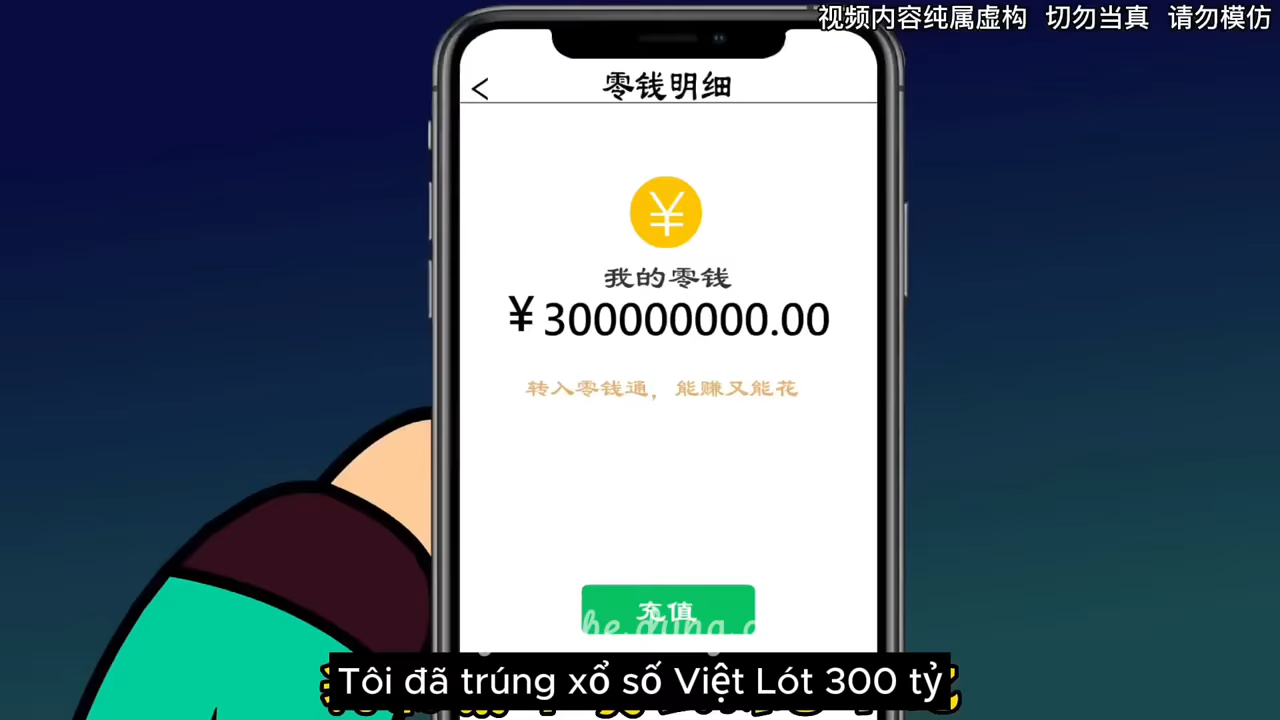 视频内容纯属虚构 切勿当真 请勿模仿
零钱明细
¥
我的零钱
¥300000000.00
转入零钱通，能赚又能花
充值
Tôi đã trúng xổ số Việt Lót 300 tỷ